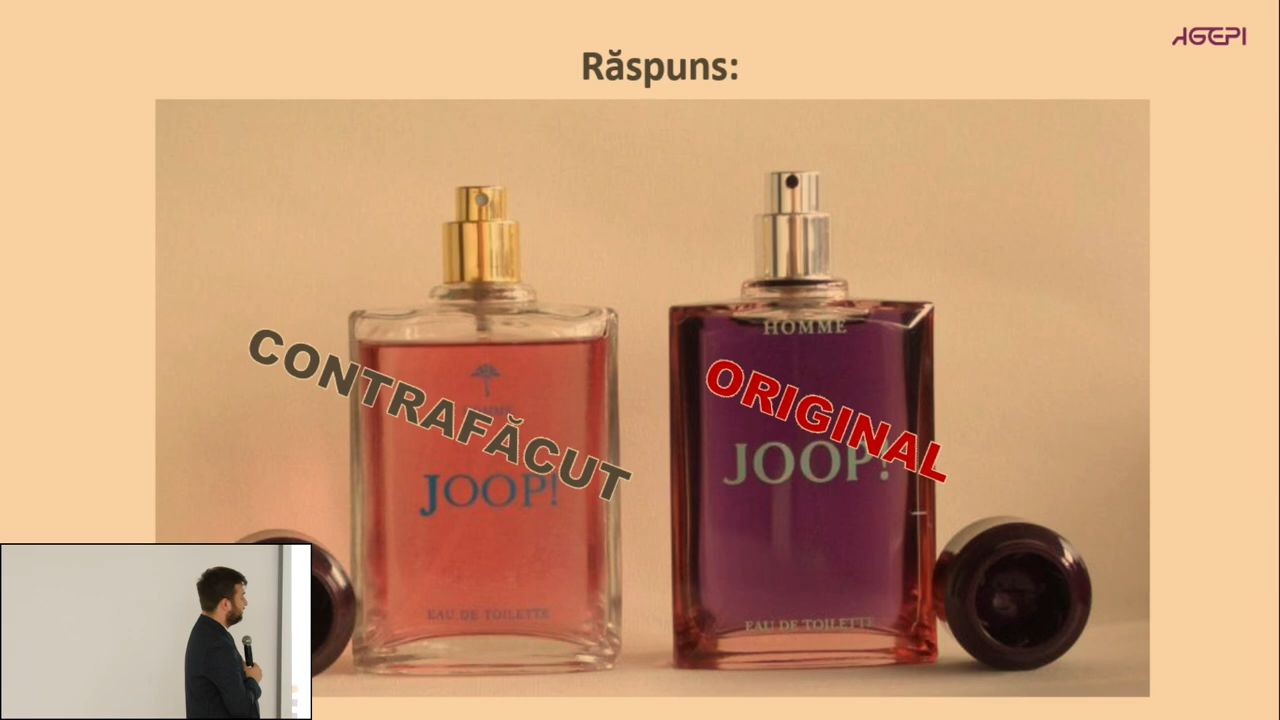 AGEPI
Răspuns:
HOMME
CONTRAFĂCUT
ORIGINAL
JOOP!
JOOP!
EAU DE TOILETTE
EAU DE TOILETTE